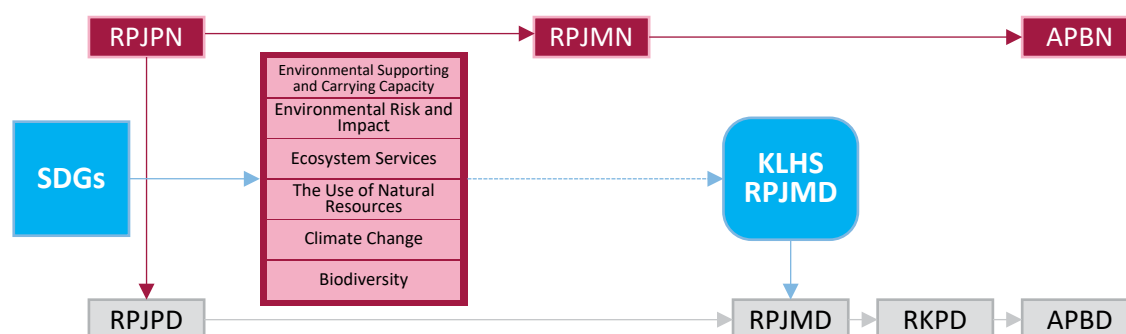 RPJPN
RPJMN
APBN
Environmental Supporting
and Carrying Capacity
Environmental Risk and
Impact
Ecosystem Services
The Use of Natural
Resources
Climate Change
Biodiversity
SDGs
KLHS
RPJMD
RPJPD
RPJMD
RKPD
APBD